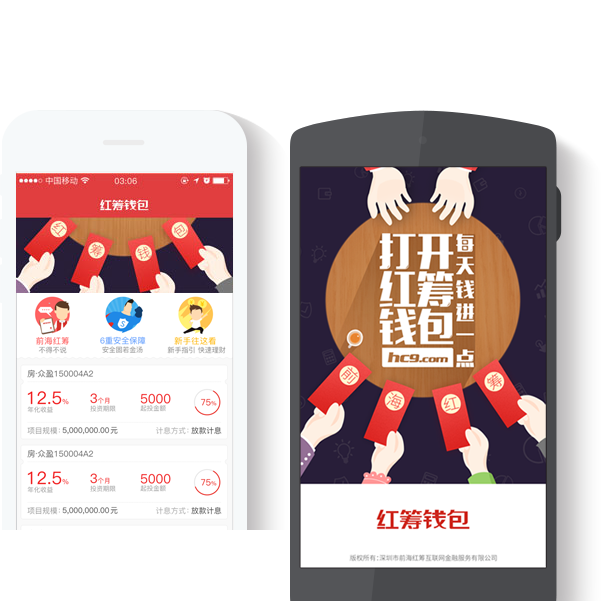 中国移动
03:06
红筹钱包
红
筹
钱
包
前海红筹
不得不说
6重安全保障
安全固若金汤
新手往这看
新手指引 快速理财
房·众盈150004A2
12.5%
年化收益
3个月
投资期限
5000
起投金额
75%
项目规模：5,000,000.00元
计息方式：放款计息
房·众盈150004A2
12.5%
年化收益
3个月
投资期限
5000
起投金额
75%
项目规模：5,000,000.00元
计息方式：放款计息
打开
红筹
钱包
每天钱进一点
hc9.com
前
海
红
筹
红筹钱包
版权所有：深圳市前海红筹互联网金融服务有限公司